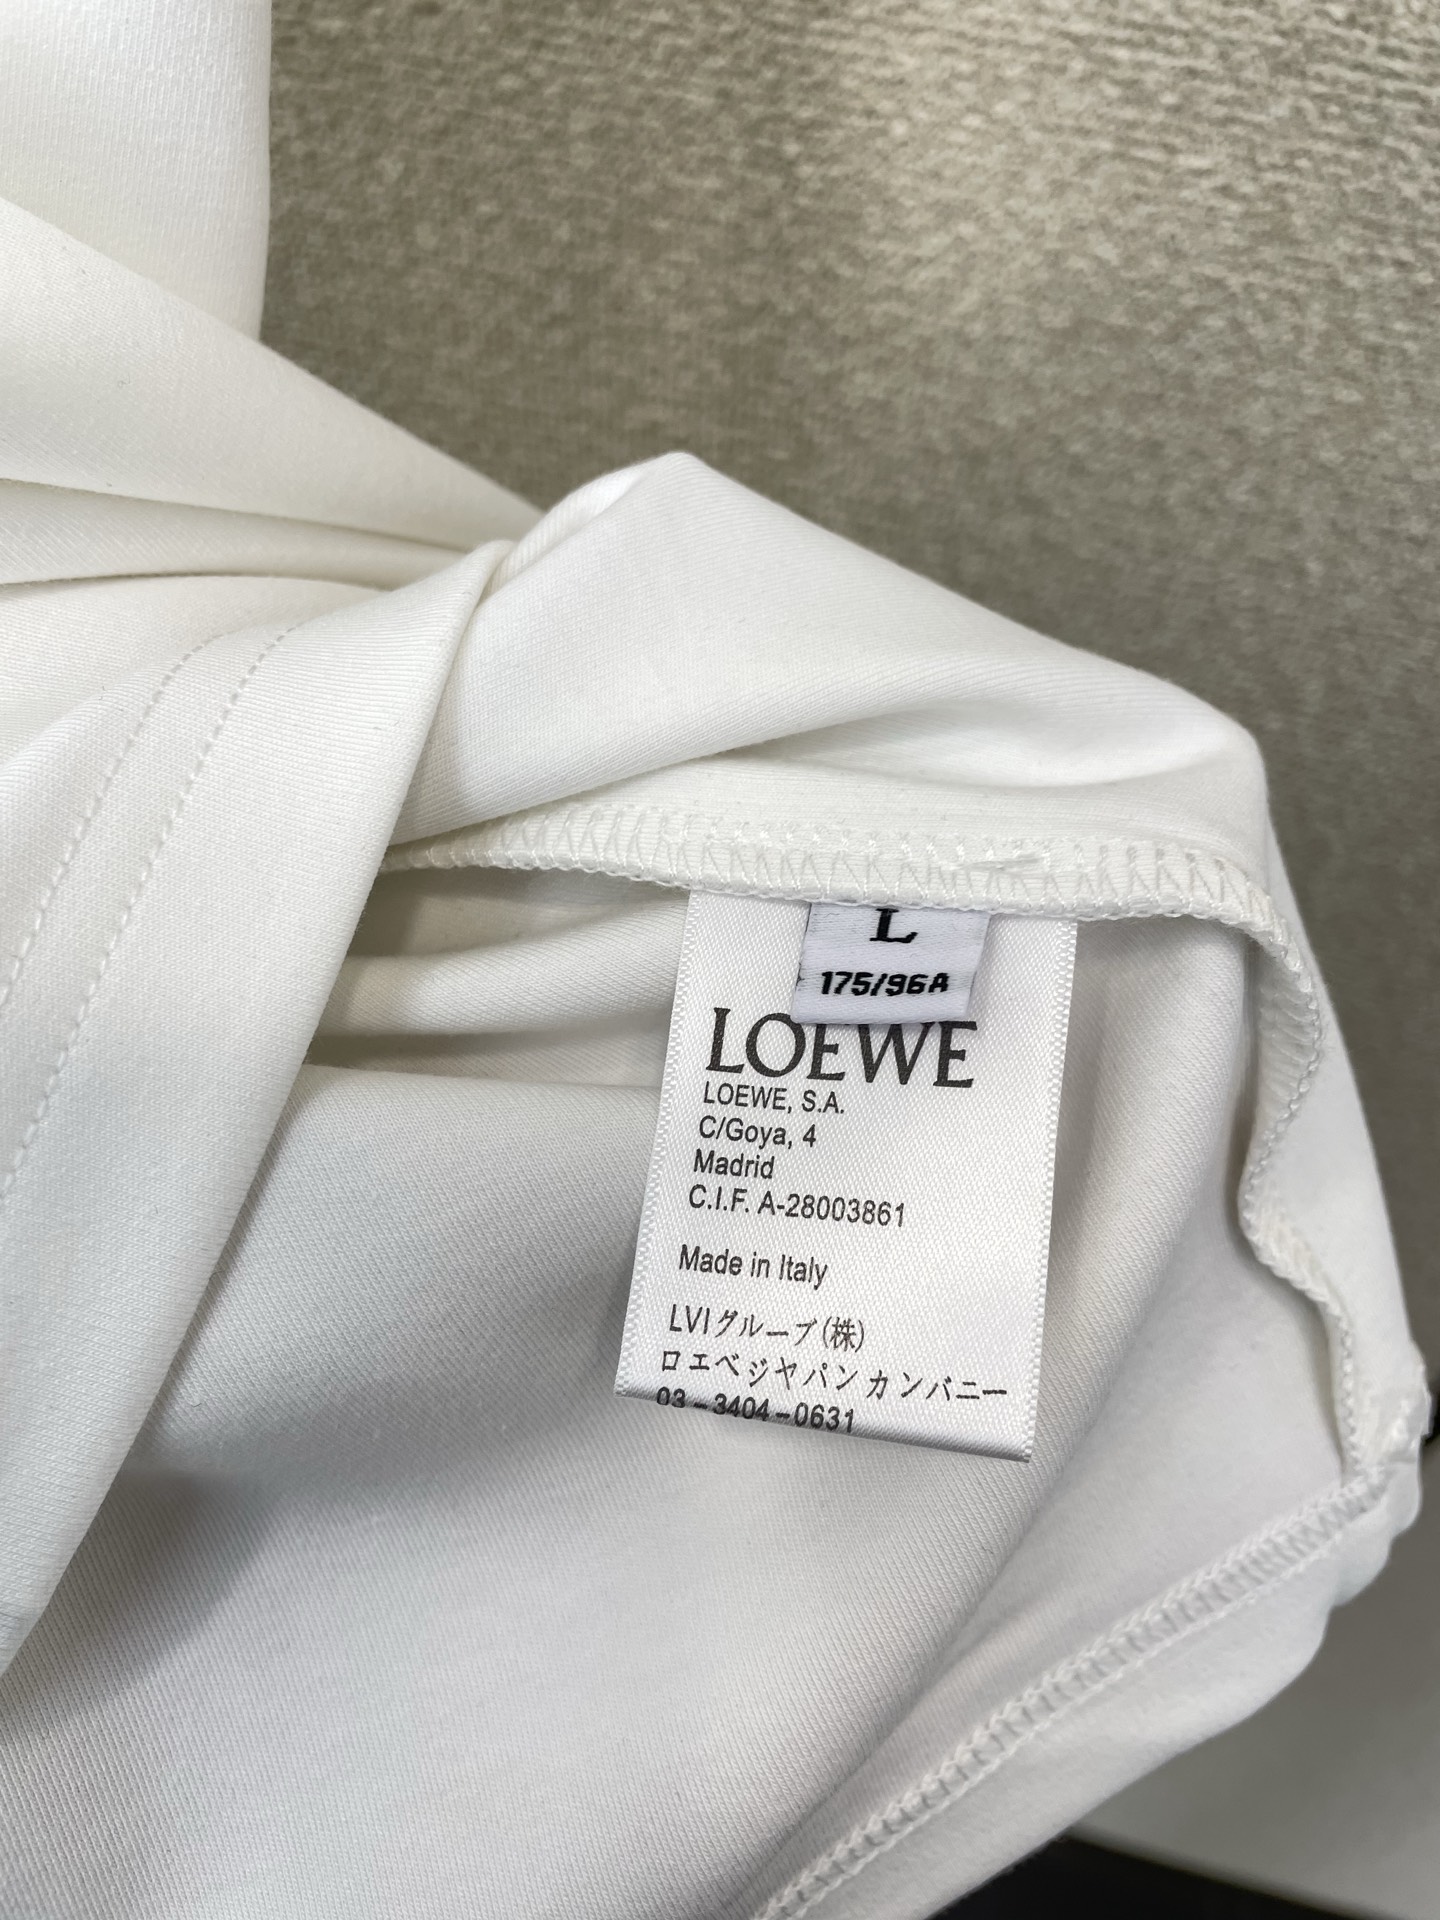 L
175/96A
LOEWE
LOEWE, S.A.
C/Goya, 4
Madrid
C.I.F. A-28003861
Made in Italy
LVIグループ(株)
ロエベジヤパンカンバニー
03-3404-0631